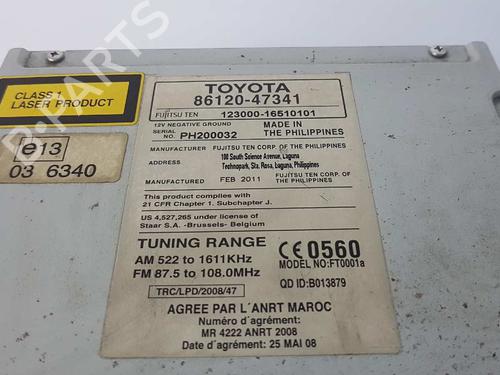 CLASS 1
LASER PRODUCT
e13
03 6340
B-PARTS
TOYOTA
86120-47341
FUJITSU TEN 123000-16510101
12V NEGATIVE GROUND MADE IN
SERIAL NO. PH200032 THE PHILIPPINES
MANUFACTURER FUJITSU TEN CORP. OF THE PHILIPPINES
ADDRESS 100 South Science Avenue, Laguna
Technopark, Sta. Rosa, Laguna, Philippines
MANUFACTURED FEB 2011 FUJITSU TEN CORP. OF
THE PHILIPPINES
This product complies with
21 CFR Chapter 1. Subchapter J.
US 4,527,265 under license of
Staar S.A. -Brussels- Belgium
TUNING RANGE
AM 522 to 1611KHz
FM 87.5 to 108.0MHz
CE0560
MODEL NO:FT0001a
TRC/LPD/2008/47
QD ID:B013879
AGREE PAR L'ANRT MAROC
Numéro d'agrément:
MR 4222 ANRT 2008
Date d'agrément: 25 MAI 08